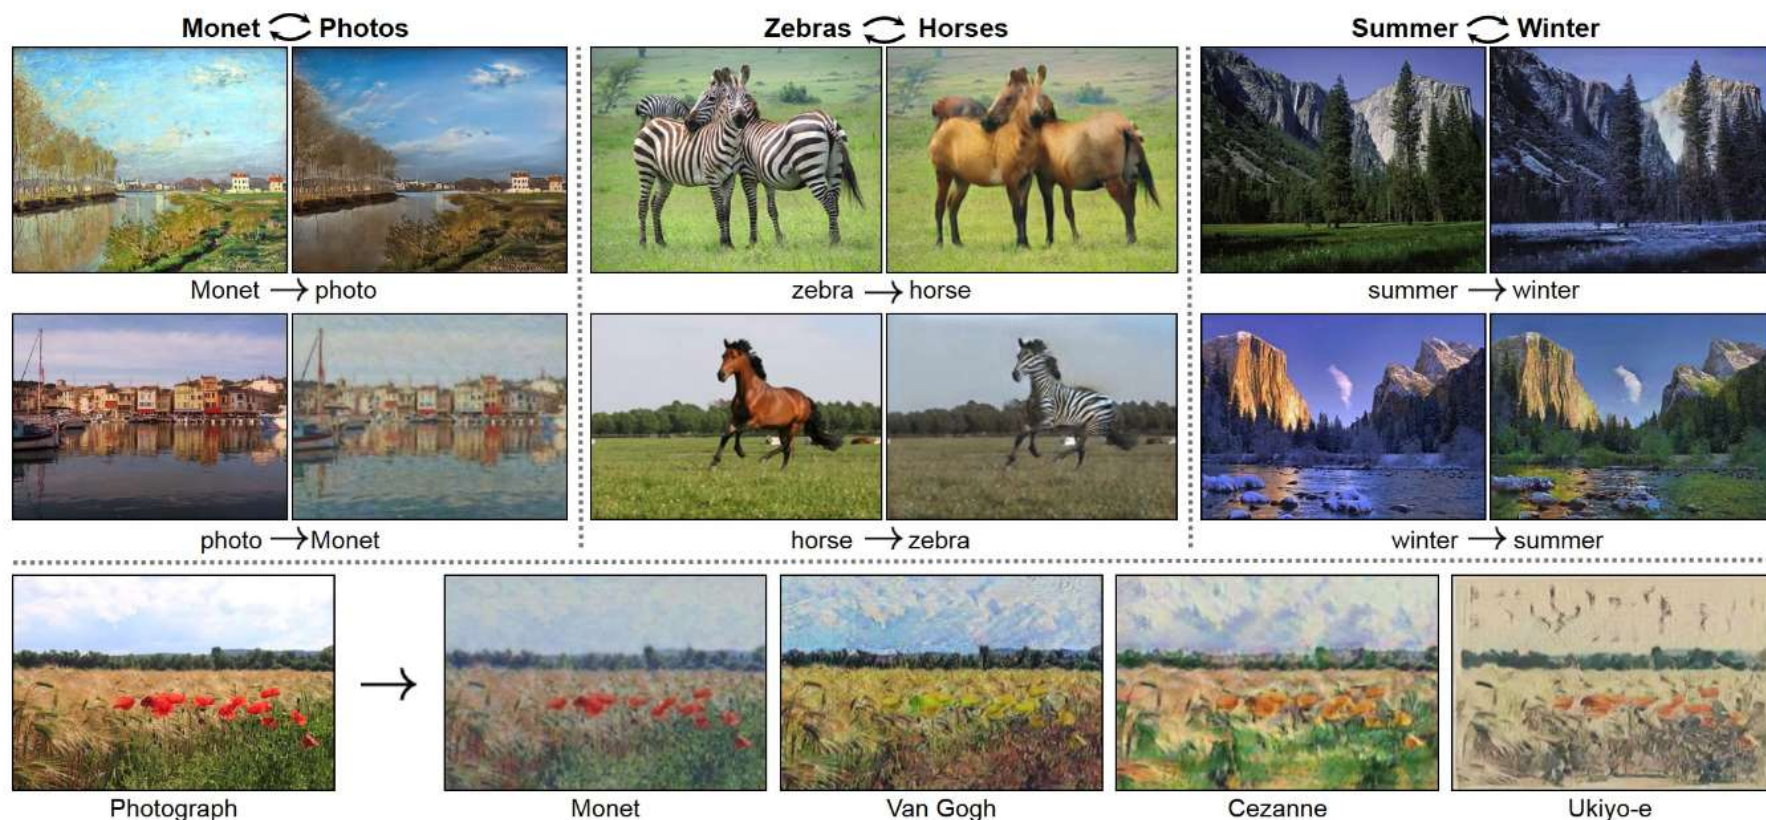 Monet Photos
Zebras Horses
Summer Winter
Monet → photo
zebra → horse
summer → winter
photo → Monet
horse → zebra
winter → summer
Photograph
Monet
Van Gogh
Cezanne
Ukiyo-e